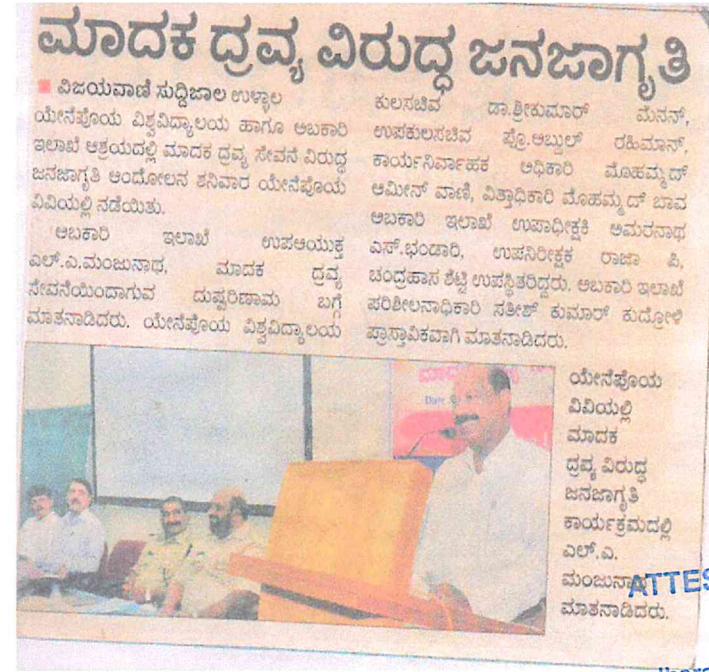 ಮಾದಕ ದ್ರವ್ಯ ವಿರುದ್ಧ ಜನಜಾಗೃತಿ
■ ವಿಜಯವಾಣಿ ಸುದ್ದಿಜಾಲ ಉಳ್ಳಾಲ
ಯೇನೆಪೊಯ ವಿಶ್ವವಿದ್ಯಾಲಯ ಹಾಗೂ ಅಬಕಾರಿ
ಇಲಾಖೆ ಆಶ್ರಯದಲ್ಲಿ ಮಾದಕ ದ್ರವ್ಯ ಸೇವನೆ ವಿರುದ್ಧ
ಜನಜಾಗೃತಿ ಆಂದೋಲನ ಶನಿವಾರ ಯೇನೆಪೊಯ
ವಿವಿಯಲ್ಲಿ ನಡೆಯಿತು.
ಅಬಕಾರಿ ಇಲಾಖೆ ಉಪಆಯುಕ್ತ
ಎಲ್.ಎ.ಮಂಜುನಾಥ, ಮಾದಕ ದ್ರವ್ಯ
ಸೇವನೆಯಿಂದಾಗುವ ದುಷ್ಪರಿಣಾಮ ಬಗ್ಗೆ
ಮಾತನಾಡಿದರು. ಯೇನೆಪೊಯ ವಿಶ್ವವಿದ್ಯಾಲಯ
ಕುಲಸಚಿವ ಡಾ.ಶ್ರೀಕುಮಾರ್ ಮೆನನ್,
ಉಪಕುಲಸಚಿವ ಪ್ರೊ.ಅಬ್ದುಲ್ ರಹಿಮಾನ್,
ಕಾರ್ಯನಿರ್ವಾಹಕ ಅಧಿಕಾರಿ ಮೊಹಮ್ಮದ್
ಆಮೀನ್ ವಾಣಿ, ವಿತ್ತಾಧಿಕಾರಿ ಮೊಹಮ್ಮದ್ ಬಾವ
ಅಬಕಾರಿ ಇಲಾಖೆ ಉಪಾಧೀಕ್ಷಕಿ ಅಮರನಾಥ
ಎಸ್.ಭಂಡಾರಿ, ಉಪನಿರೀಕ್ಷಕ ರಾಜಾ ಪಿ,
ಚಂದ್ರಹಾಸ ಶೆಟ್ಟಿ ಉಪಸ್ಥಿತರಿದ್ದರು. ಅಬಕಾರಿ ಇಲಾಖೆ
ಪರಿಶೀಲನಾಧಿಕಾರಿ ಸತೀಶ್ ಕುಮಾರ್ ಕುದ್ರೋಳಿ
ಪ್ರಾಸ್ತಾವಿಕವಾಗಿ ಮಾತನಾಡಿದರು.
ಮಾದ
Date
ಯೇನೆಪೊಯ
ವಿವಿಯಲ್ಲಿ
ಮಾದಕ
ದ್ರವ್ಯ ವಿರುದ್ಧ
ಜನಜಾಗೃತಿ
ಕಾರ್ಯಕ್ರಮದಲ್ಲಿ
ಎಲ್.ಎ.
ಮಂಜುನಾಥ
ಮಾತನಾಡಿದರು.
ATTES